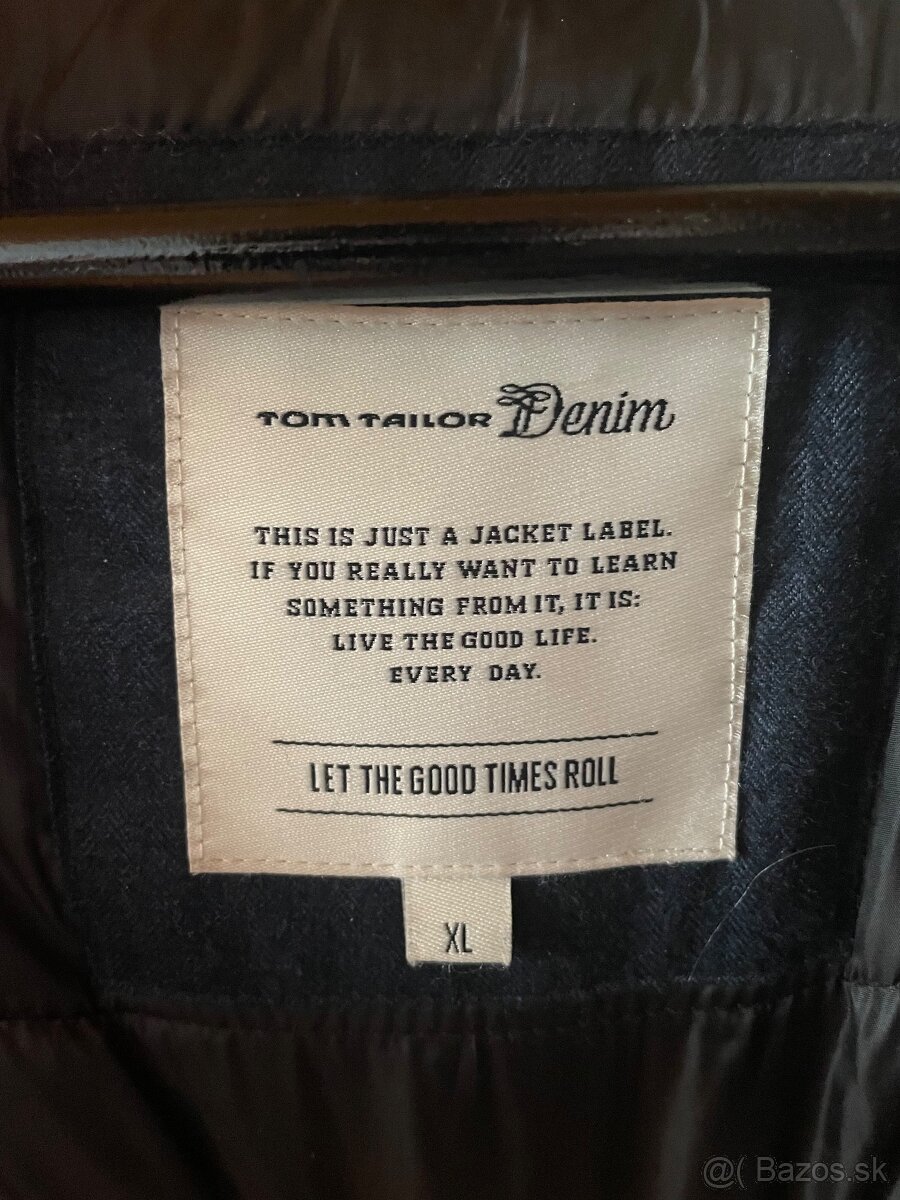 TOM TAILOR Denim
THIS IS JUST A JACKET LABEL.
IF YOU REALLY WANT TO LEARN
SOMETHING FROM IT, IT IS:
LIVE THE GOOD LIFE.
EVERY DAY.
LET THE GOOD TIMES ROLL
XL
@( Bazos.sk